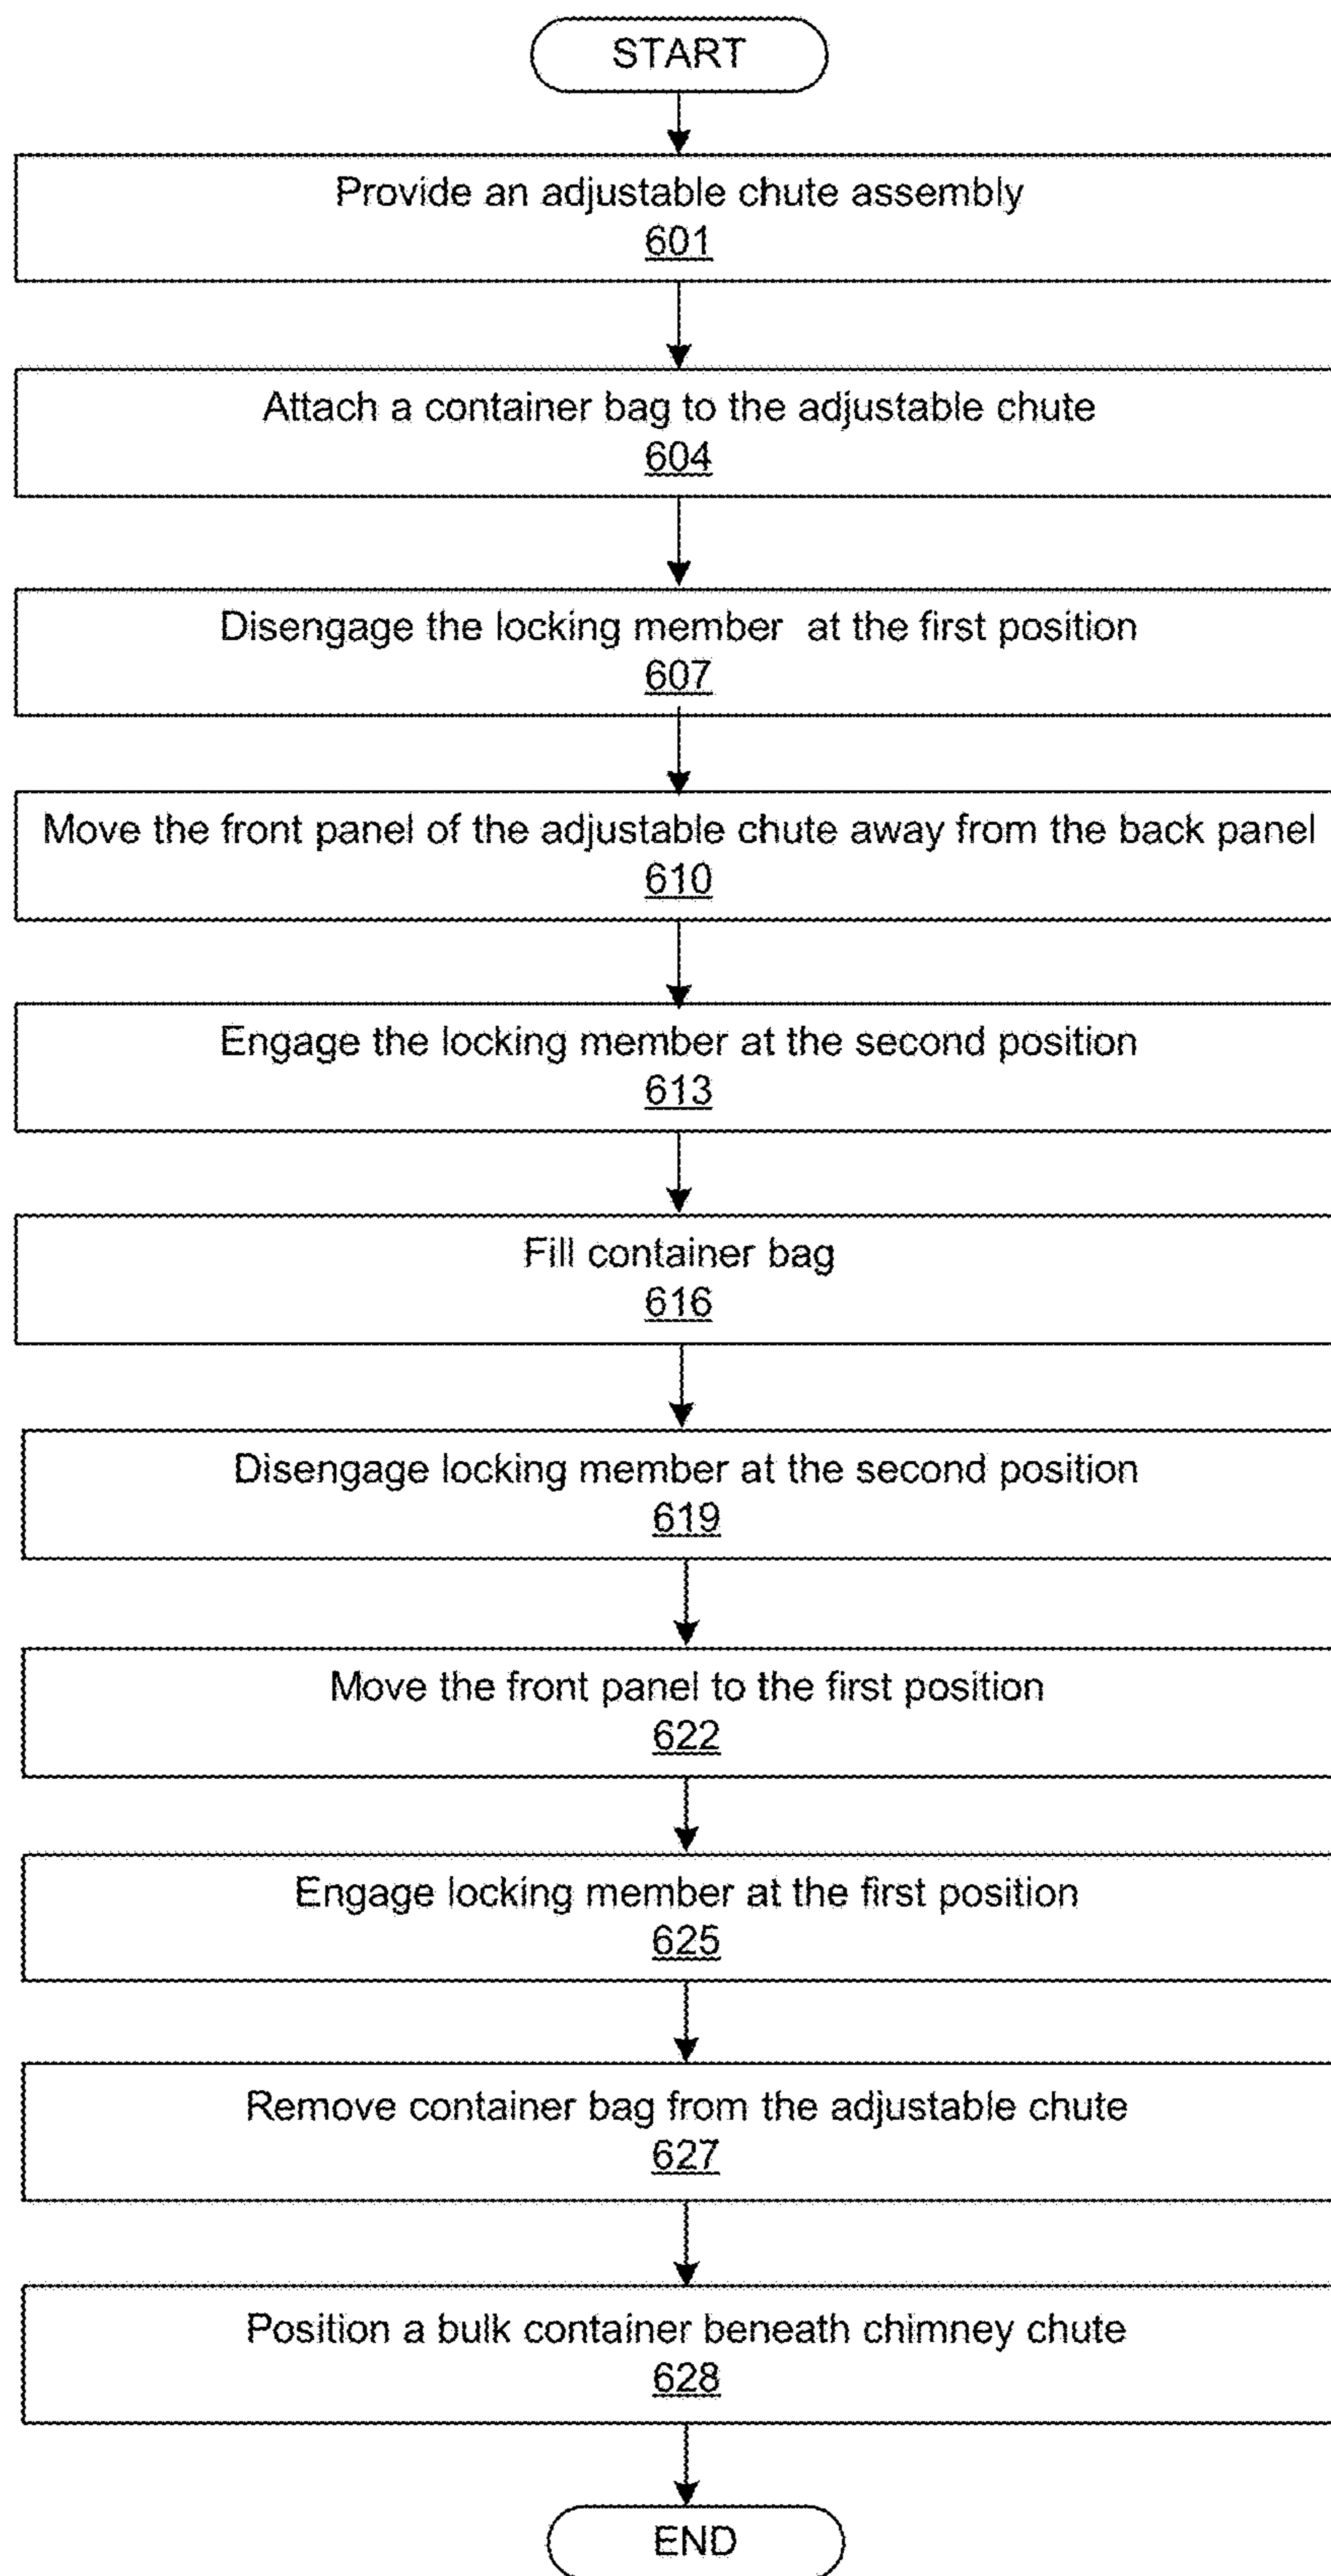 START
Provide an adjustable chute assembly
601
Attach a container bag to the adjustable chute
604
Disengage the locking member at the first position
607
Move the front panel of the adjustable chute away from the back panel
610
Engage the locking member at the second position
613
Fill container bag
616
Disengage locking member at the second position
619
Move the front panel to the first position
622
Engage locking member at the first position
625
Remove container bag from the adjustable chute
627
Position a bulk container beneath chimney chute
628
END